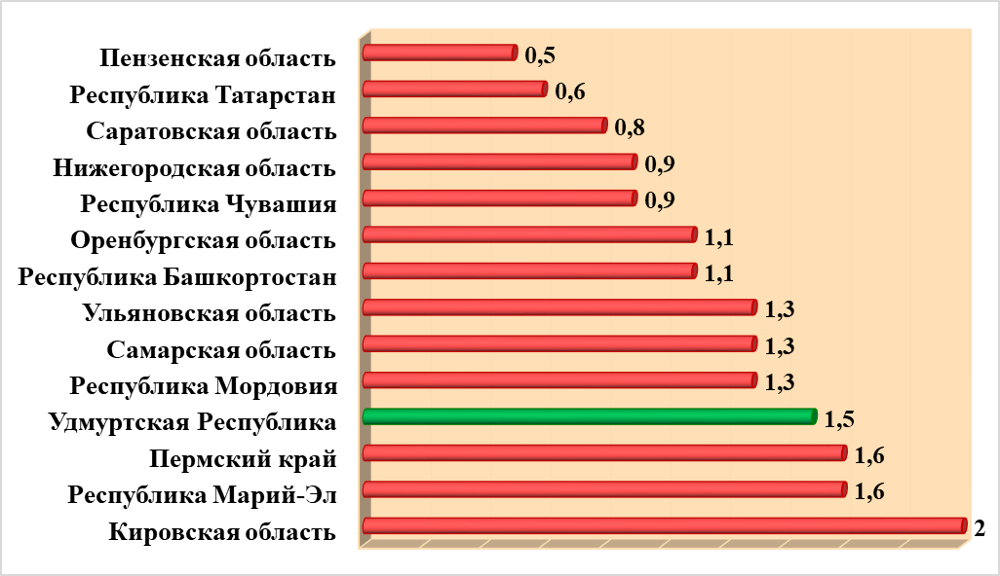 Пензенская область 0,5
Республика Татарстан 0,6
Саратовская область 0,8
Нижегородская область 0,9
Республика Чувашия 0,9
Оренбургская область 1,1
Республика Башкортостан 1,1
Ульяновская область 1,3
Самарская область 1,3
Республика Мордовия 1,3
Удмуртская Республика 1,5
Пермский край 1,6
Республика Марий-Эл 1,6
Кировская область 2